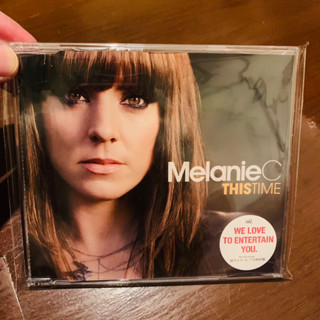 MelanieC
THISTIME
WE LOVE
TO ENTERTAIN
YOU.